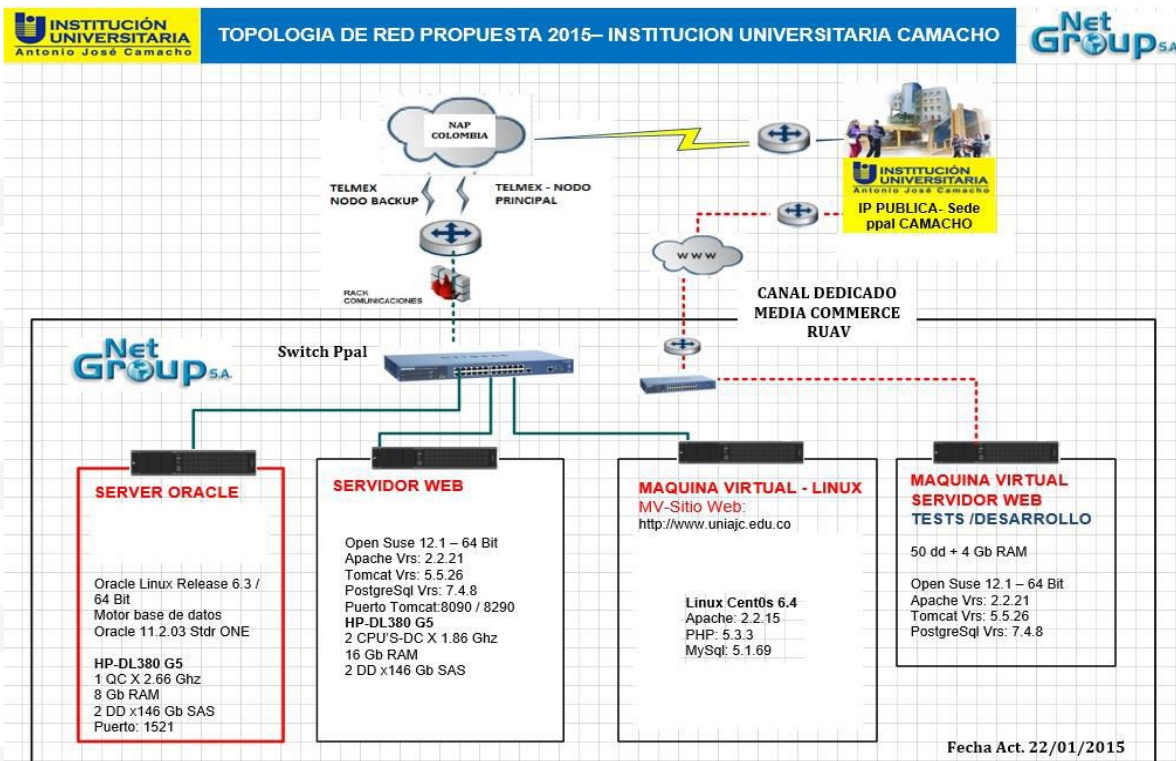 INSTITUCIÓN
UNIVERSITARIA
Antonio José Camacho
TOPOLOGIA DE RED PROPUESTA 2015– INSTITUCION UNIVERSITARIA CAMACHO
Net
Group S.A.
NAP
COLOMBIA
TELMEX
NODO BACKUP
TELMEX - NODO
PRINCIPAL
INSTITUCIÓN
UNIVERSITARIA
Antonio José Camacho
IP PUBLICA- Sede
ppal CAMACHO
WWW
RACK
COMUNICACIONES
CANAL DEDICADO
MEDIA COMMERCE
RUAV
Net
Group S.A.
Switch Ppal
SERVER ORACLE
Oracle Linux Release 6.3 /
64 Bit
Motor base de datos
Oracle 11.2.03 Stdr ONE
HP-DL380 G5
1 QC X 2.66 Ghz
8 Gb RAM
2 DD x146 Gb SAS
Puerto: 1521
SERVIDOR WEB
Open Suse 12.1 – 64 Bit
Apache Vrs: 2.2.21
Tomcat Vrs: 5.5.26
PostgreSql Vrs: 7.4.8
Puerto Tomcat:8090 / 8290
HP-DL380 G5
2 CPU'S-DC X 1.86 Ghz
16 Gb RAM
2 DD x146 Gb SAS
MAQUINA VIRTUAL - LINUX
MV-Sitio Web:
http://www.uniajc.edu.co
Linux Cent0s 6.4
Apache: 2.2.15
PHP: 5.3.3
MySql: 5.1.69
MAQUINA VIRTUAL
SERVIDOR WEB
TESTS /DESARROLLO
50 dd + 4 Gb RAM
Open Suse 12.1 – 64 Bit
Apache Vrs: 2.2.21
Tomcat Vrs: 5.5.26
PostgreSql Vrs: 7.4.8
Fecha Act. 22/01/2015